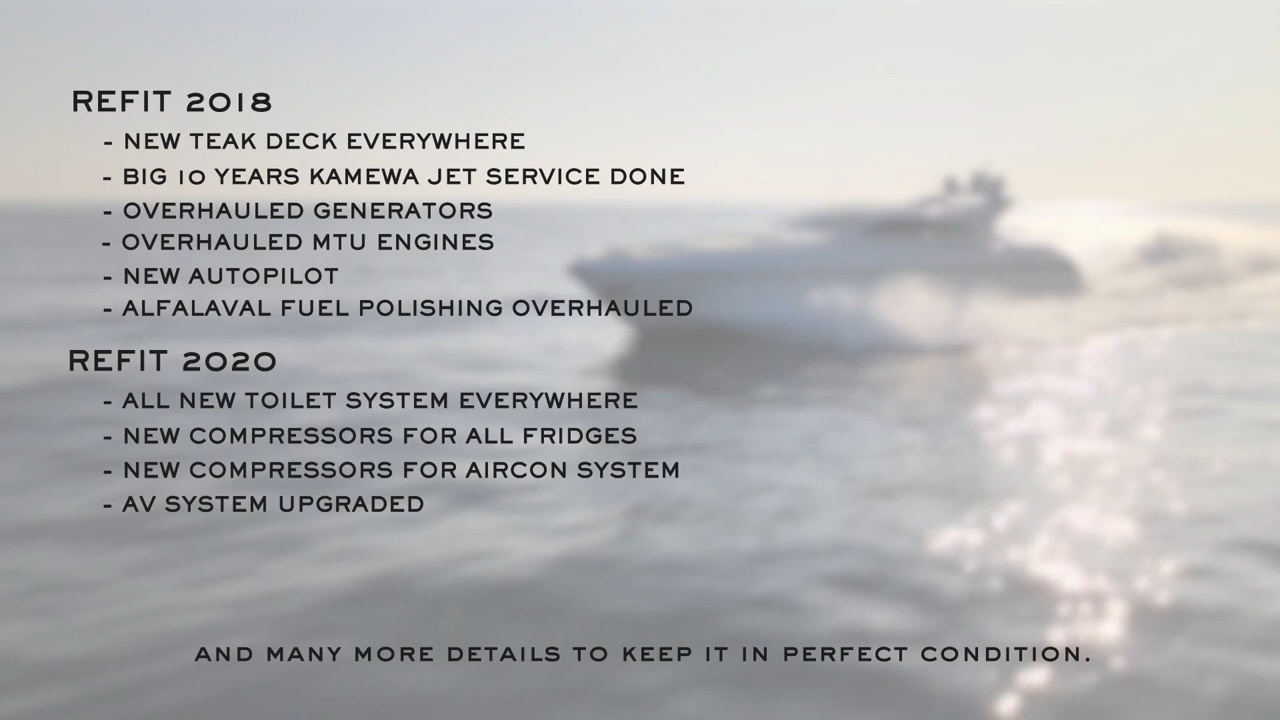 REFIT 2018
- NEW TEAK DECK EVERYWHERE
- BIG 10 YEARS KAMEWA JET SERVICE DONE
- OVERHAULED GENERATORS
- OVERHAULED MTU ENGINES
- NEW AUTOPILOT
- ALFALAVAL FUEL POLISHING OVERHAULED
REFIT 2020
- ALL NEW TOILET SYSTEM EVERYWHERE
- NEW COMPRESSORS FOR ALL FRIDGES
- NEW COMPRESSORS FOR AIRCON SYSTEM
- AV SYSTEM UPGRADED
AND MANY MORE DETAILS TO KEEP IT IN PERFECT CONDITION.